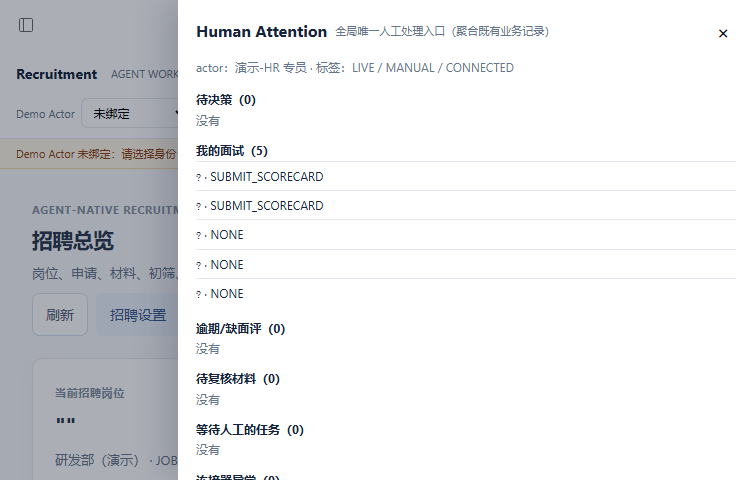 Recruitment AGENT WORK
Demo Actor 未绑定
Demo Actor 未绑定：请选择身份
AGENT-NATIVE RECRUITM
招聘总览
岗位、申请、材料、初筛、
刷新 招聘设置
当前招聘岗位
""
研发部（演示） · JOB
Human Attention 全局唯一人工处理入口（聚合既有业务记录） ×
actor：演示-HR 专员 · 标签：LIVE / MANUAL / CONNECTED
待决策（0）
没有
我的面试（5）
? · SUBMIT_SCORECARD
? · SUBMIT_SCORECARD
? · NONE
? · NONE
? · NONE
逾期/缺面评（0）
没有
待复核材料（0）
没有
等待人工的任务（0）
没有
连接器异常（0）